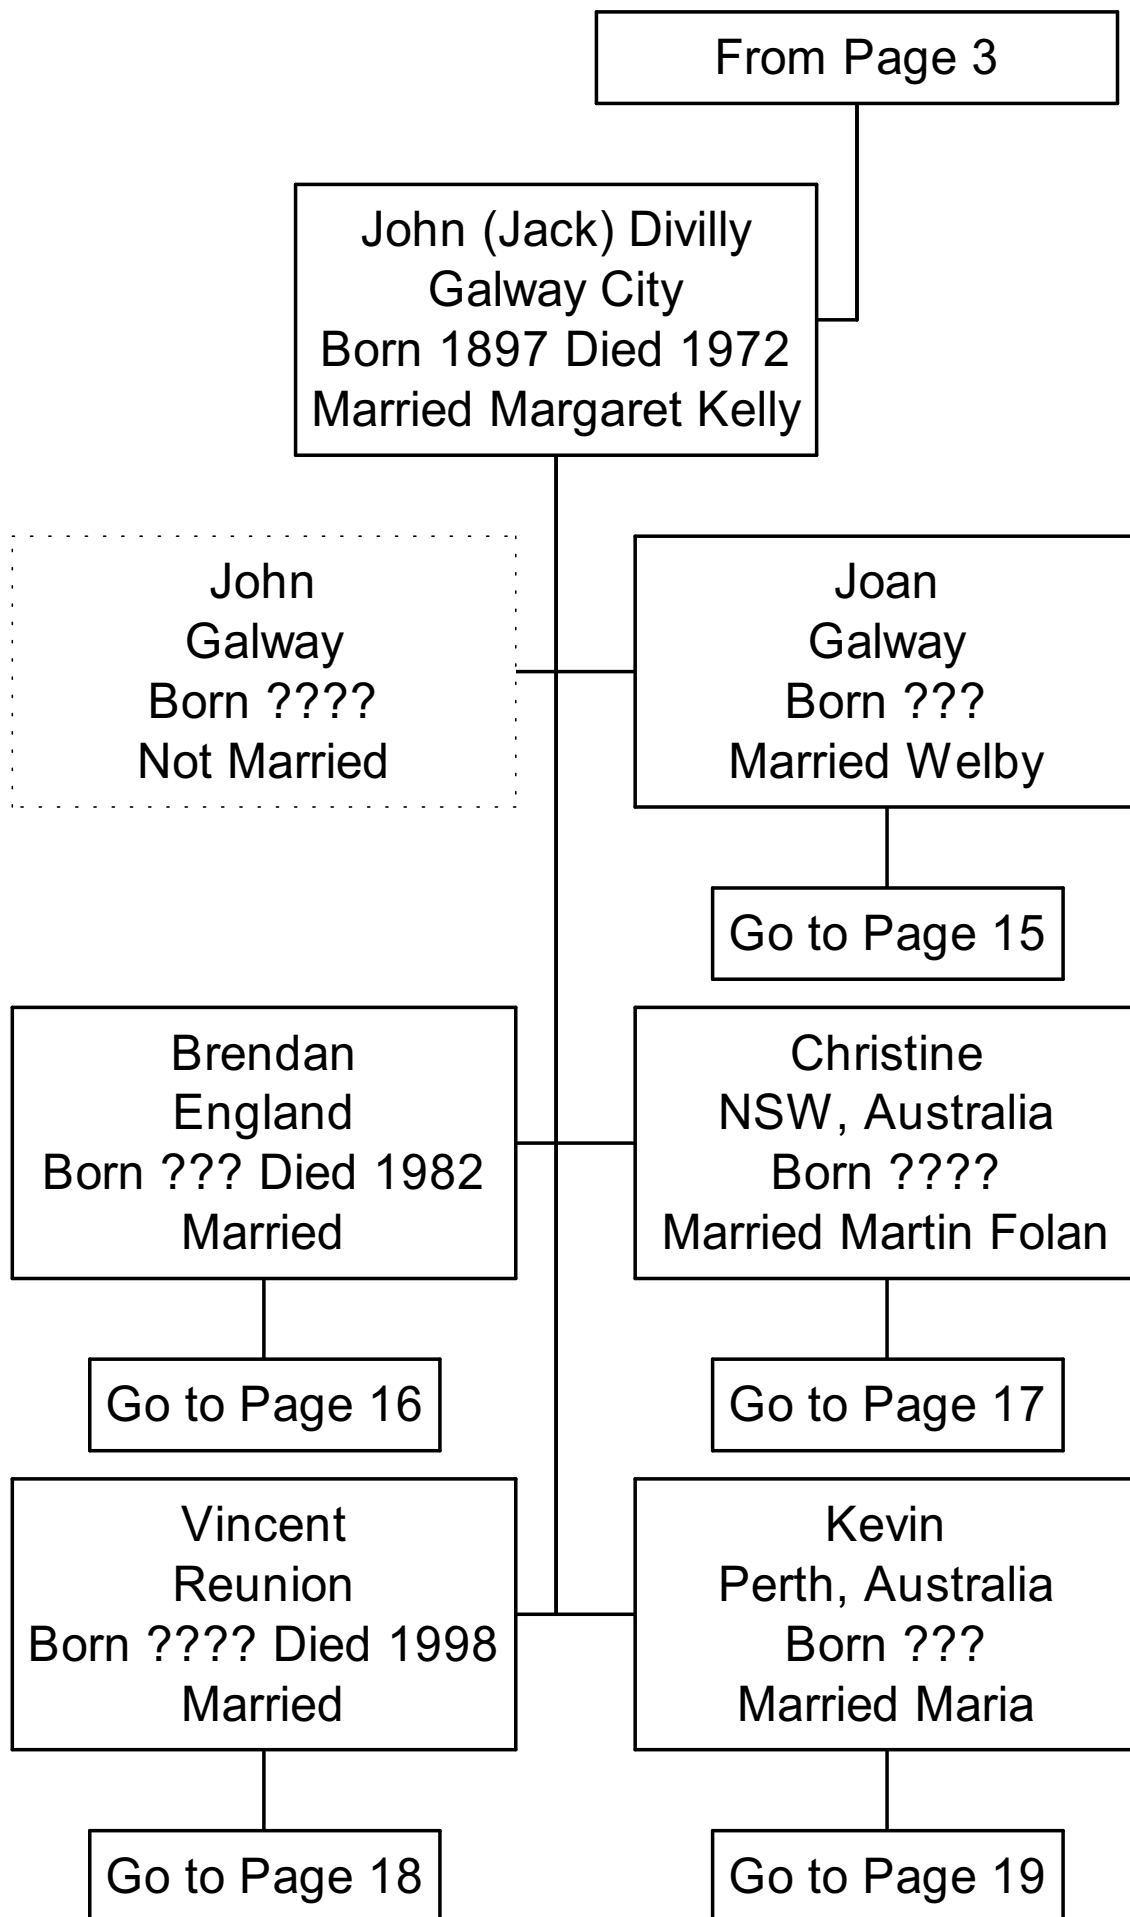 From Page 3
John (Jack) Divilly
Galway City
Born 1897 Died 1972
Married Margaret Kelly
John
Galway
Born ????
Not Married
Joan
Galway
Born ???
Married Welby
Go to Page 15
Brendan
England
Born ??? Died 1982
Married
Christine
NSW, Australia
Born ????
Married Martin Folan
Go to Page 16
Go to Page 17
Vincent
Reunion
Born ???? Died 1998
Married
Kevin
Perth, Australia
Born ???
Married Maria
Go to Page 18
Go to Page 19